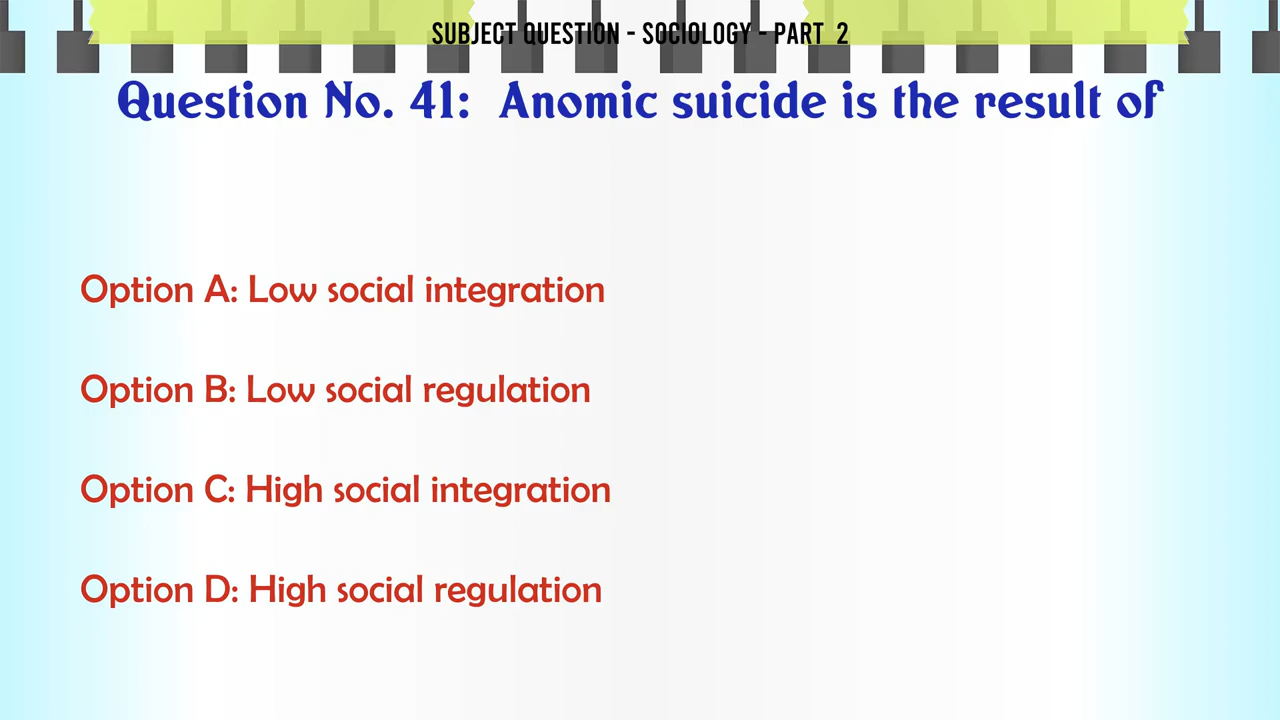 SUBJECT QUESTION - SOCIOLOGY - PART 2
Question No. 41: Anomic suicide is the result of
Option A: Low social integration
Option B: Low social regulation
Option C: High social integration
Option D: High social regulation